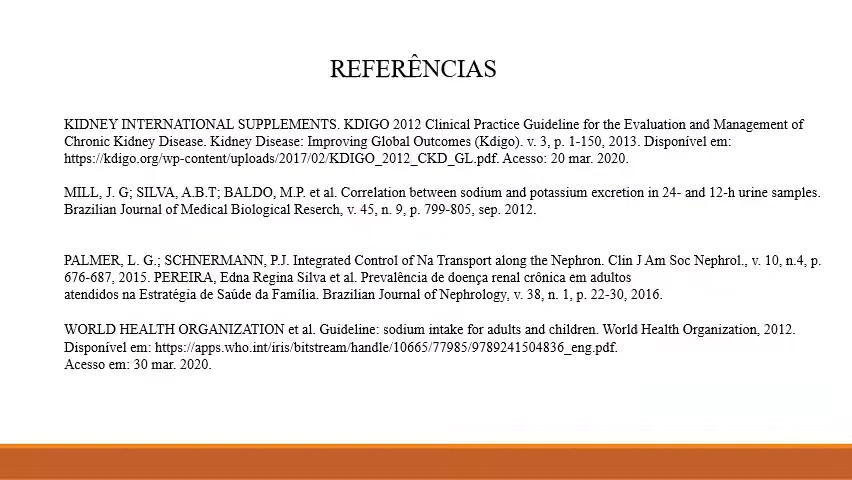 REFERÊNCIAS
KIDNEY INTERNATIONAL SUPPLEMENTS. KDIGO 2012 Clinical Practice Guideline for the Evaluation and Management of
Chronic Kidney Disease. Kidney Disease: Improving Global Outcomes (Kdigo). v. 3, p. 1-150, 2013. Disponível em:
https://kdigo.org/wp-content/uploads/2017/02/KDIGO_2012_CKD_GL.pdf. Acesso: 20 mar. 2020.
MILL, J. G; SILVA, A.B.T; BALDO, M.P. et al. Correlation between sodium and potassium excretion in 24- and 12-h urine samples.
Brazilian Journal of Medical Biological Reserch, v. 45, n. 9, p. 799-805, sep. 2012.
PALMER, L. G.; SCHNERMANN, P.J. Integrated Control of Na Transport along the Nephron. Clin J Am Soc Nephrol., v. 10, n.4, p.
676-687, 2015. PEREIRA, Edna Regina Silva et al. Prevalência de doença renal crônica em adultos
atendidos na Estratégia de Saúde da Família. Brazilian Journal of Nephrology, v. 38, n. 1, p. 22-30, 2016.
WORLD HEALTH ORGANIZATION et al. Guideline: sodium intake for adults and children. World Health Organization, 2012.
Disponível em: https://apps.who.int/iris/bitstream/handle/10665/77985/9789241504836_eng.pdf.
Acesso em: 30 mar. 2020.